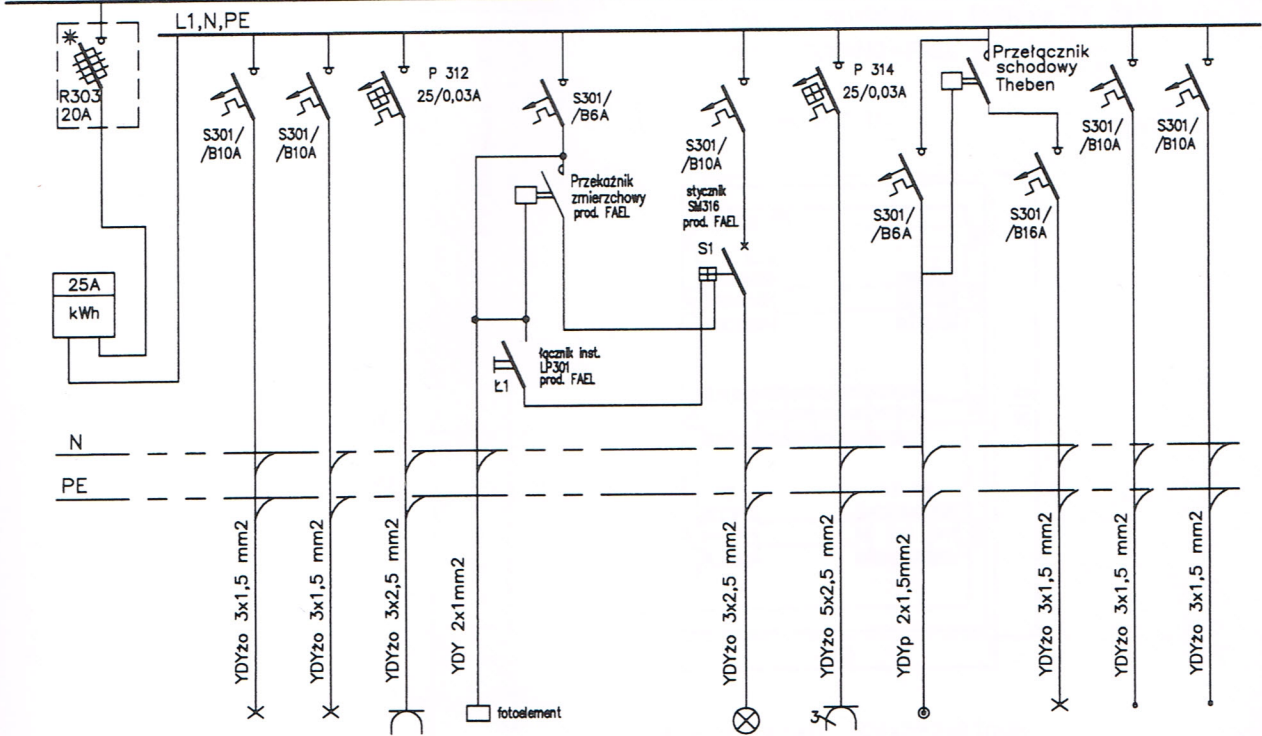 L1,N,PE
R303
20A
S301/
/B10A
S301/
/B10A
P 312
25/0,03A
S301/
/B6A
Przekaźnik
zmierzchowy
prod. FAEL
S301/
/B10A
stycznik
SM316
prod. FAEL
S1
P 314
25/0,03A
S301/
/B6A
Przełącznik
schodowy
Theben
S301/
/B16A
S301/
/B10A
S301/
/B10A
25A
kWh
łącznik inst.
LP301
prod. FAEL
Ł1
N
PE
YDYżo 3x1,5 mm2
YDYżo 3x1,5 mm2
YDYżo 3x2,5 mm2
YDY 2x1mm2
YDYżo 3x2,5 mm2
YDYżo 5x2,5 mm2
YDYp 2x1,5mm2
YDYżo 3x1,5 mm2
YDYżo 3x1,5 mm2
YDYżo 3x1,5 mm2
fotoelement
3